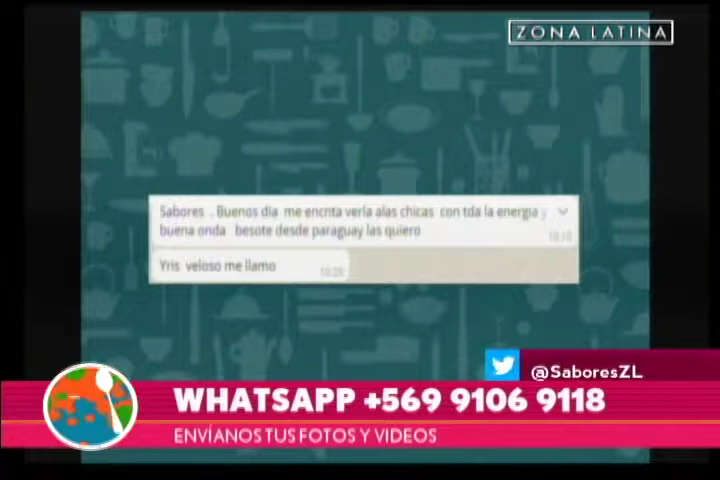 ZONA LATINA
Sabores , Buenos dia me encnta verla alas chicas con tda la energia y
buena onda besote desde paraguay las quiero
10:10
Yris veloso me llamo
10:20
@SaboresZL
WHATSAPP +569 9106 9118
ENVÍANOS TUS FOTOS Y VIDEOS